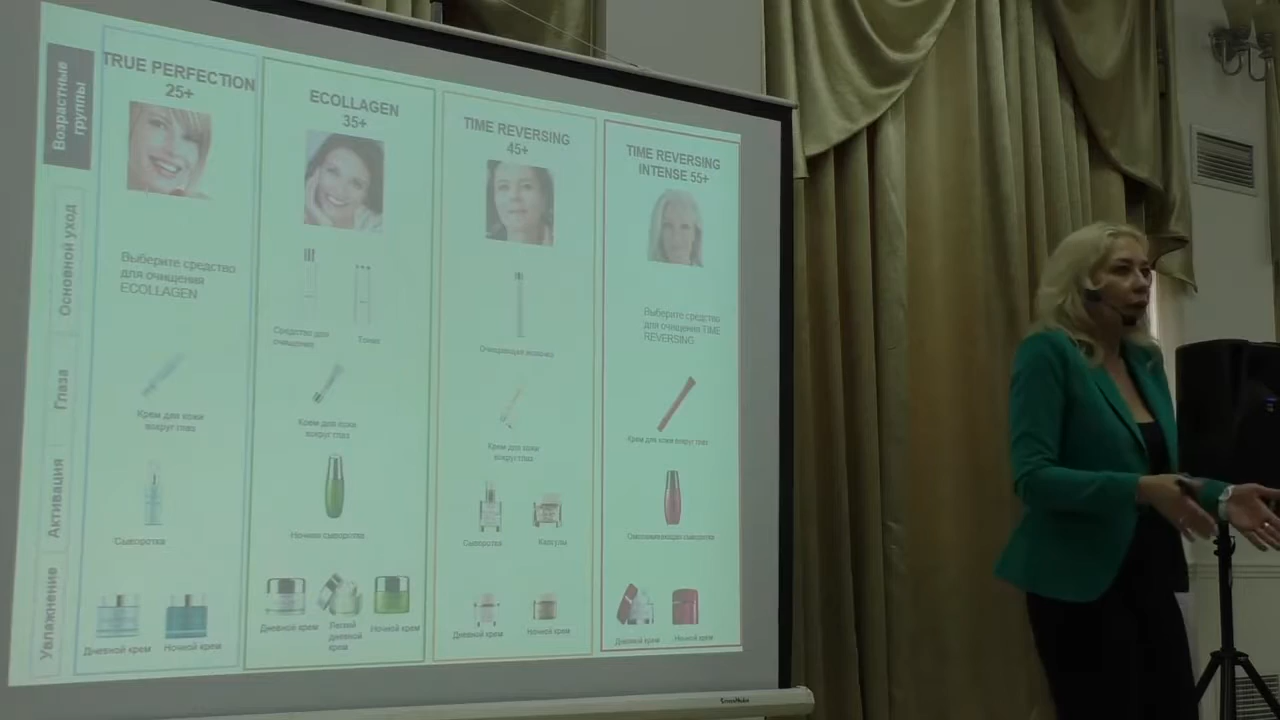 Возрастные
группы
Основной уход
Глаза
Активация
Увлажнение
TRUE PERFECTION
25+
Выберите средство
для очищения
ECOLLAGEN
Крем для кожи
вокруг глаз
Сыворотка
Дневной крем
Ночной крем
ECOLLAGEN
35+
Средство для
очищения
Тоник
Крем для кожи
вокруг глаз
Ночная сыворотка
Дневной крем
Легкий
дневной
крем
Ночной крем
TIME REVERSING
45+
Очищающее молочко
Крем для кожи
вокруг глаз
Сыворотка
Капсулы
Дневной крем
Ночной крем
TIME REVERSING
INTENSE 55+
Выберите средство
для очищения TIME
REVERSING
Крем для кожи вокруг глаз
Омолаживающая сыворотка
Дневной крем
Ночной крем